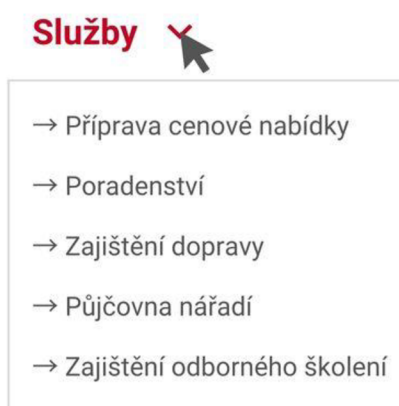 Služby
→ Příprava cenové nabídky
→ Poradenství
→ Zajištění dopravy
→ Půjčovna nářadí
→ Zajištění odborného školení